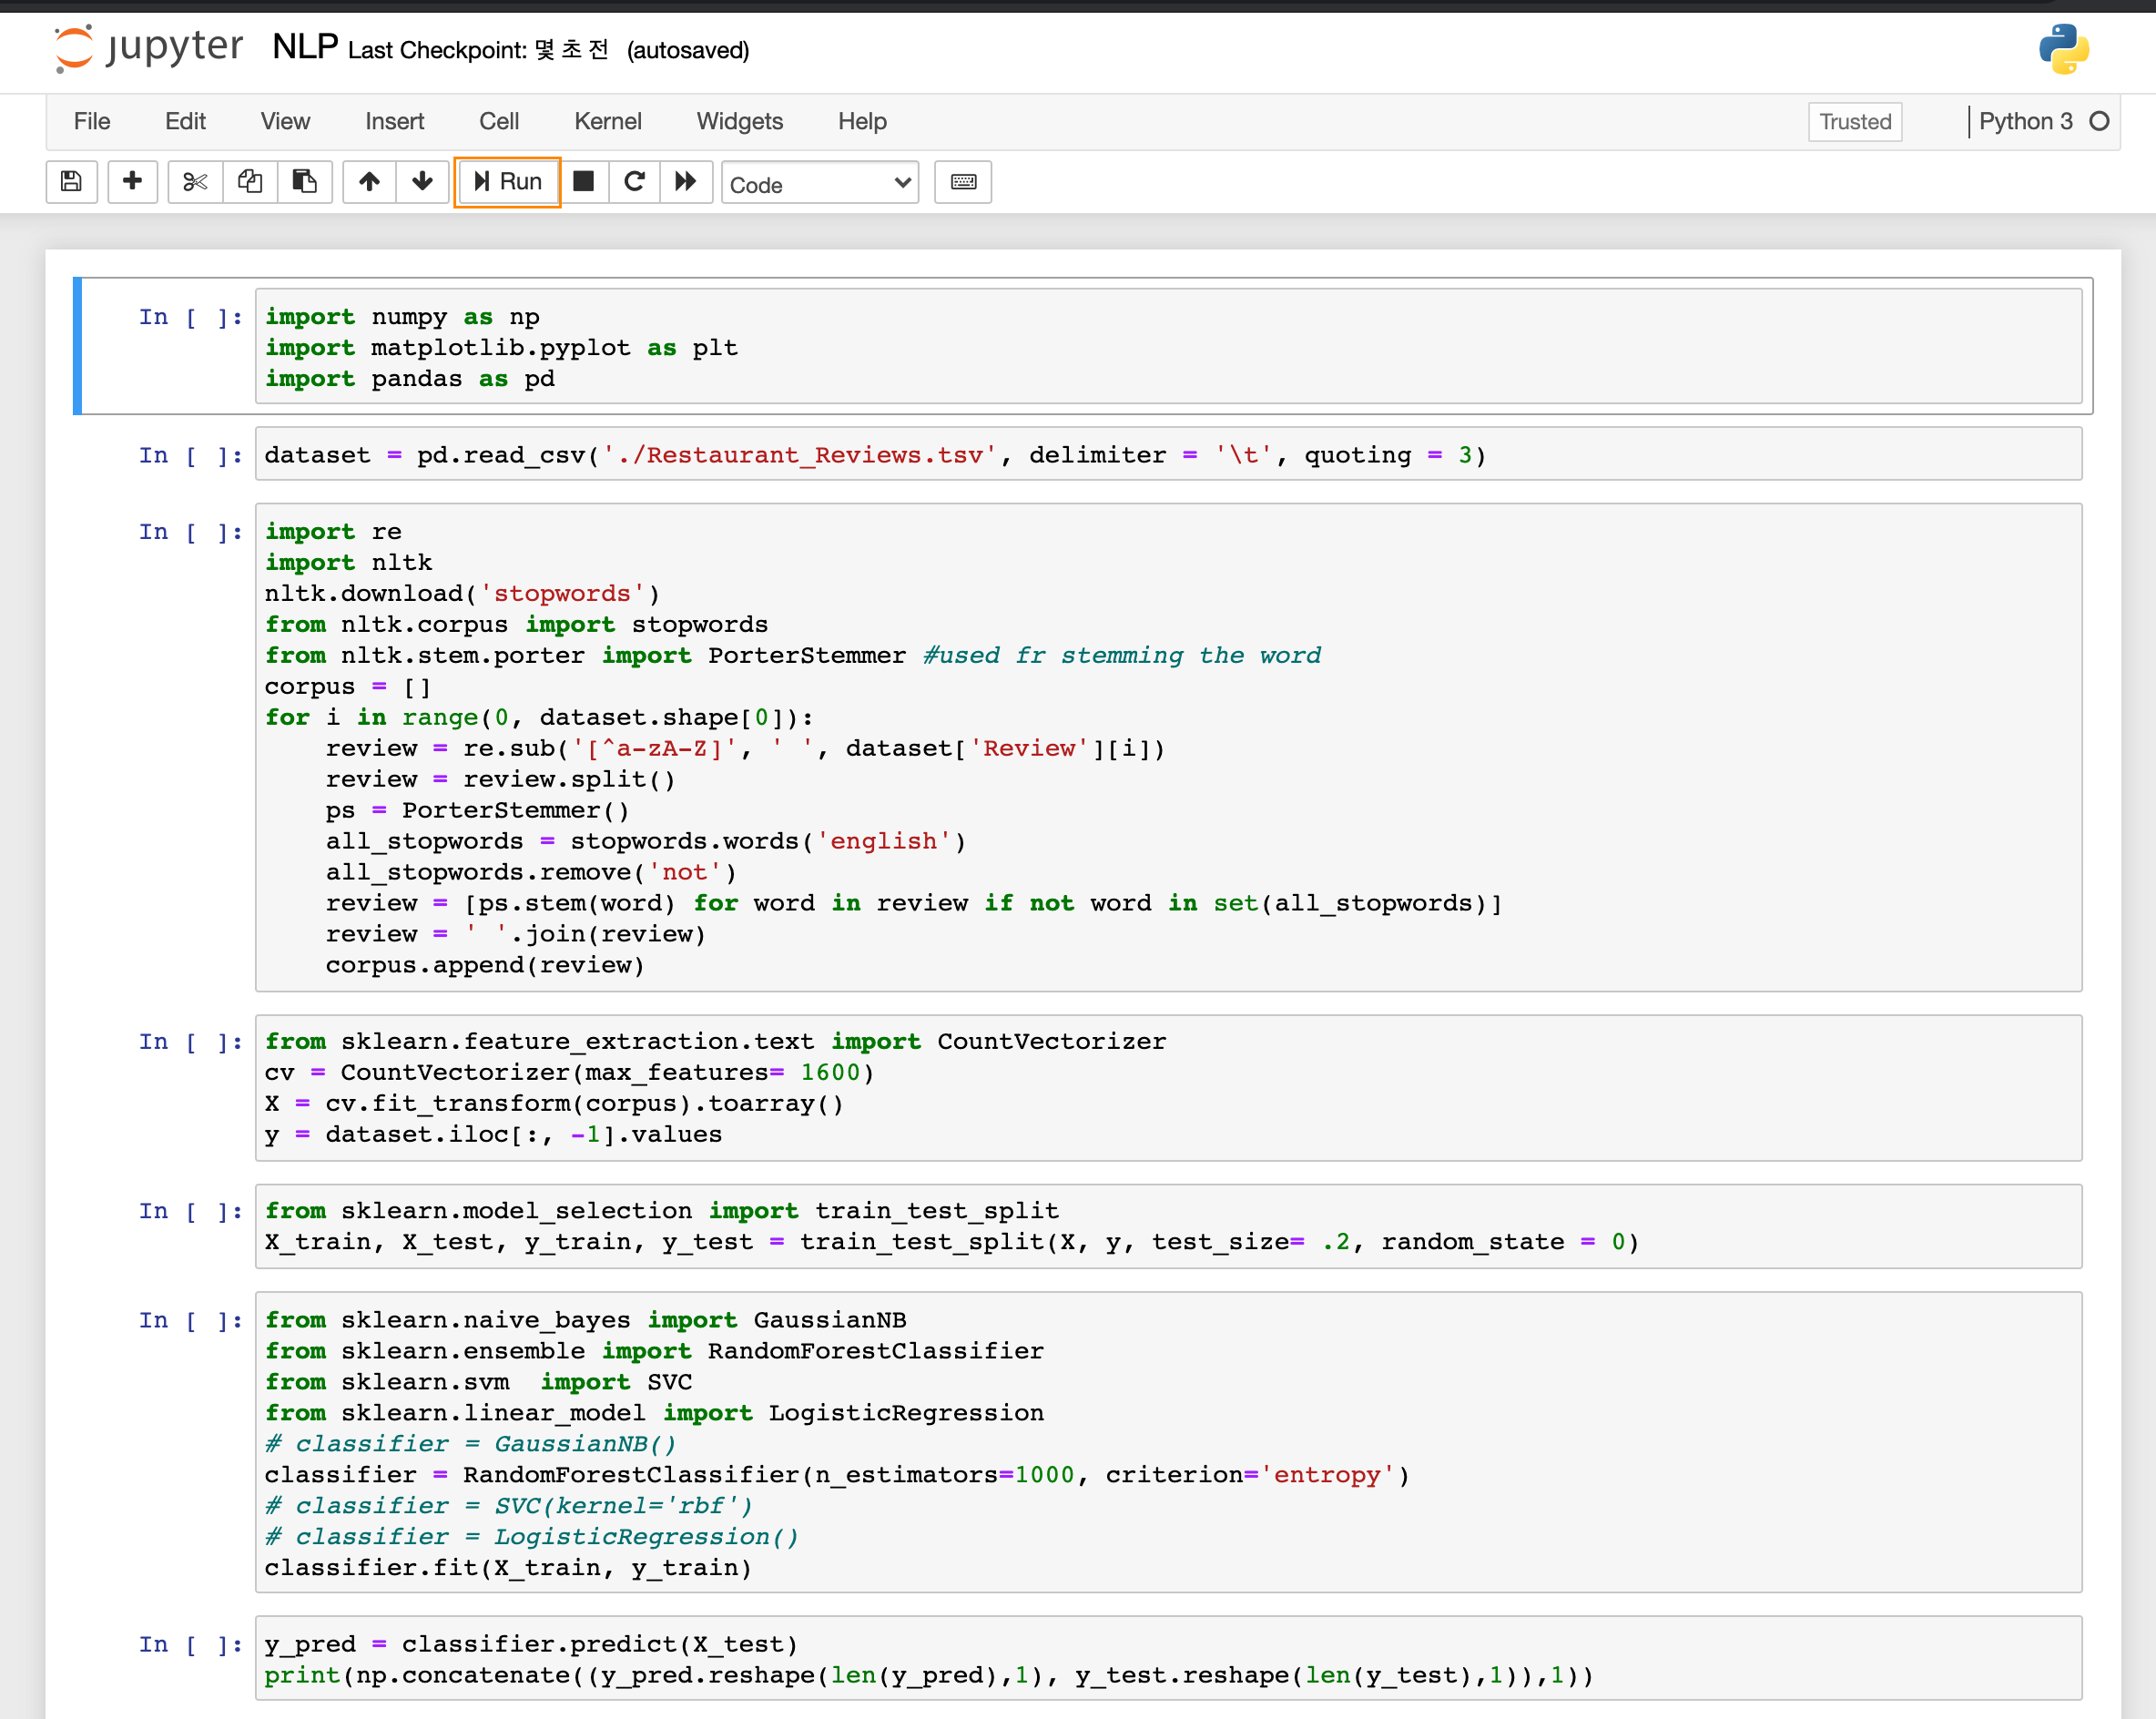 jupyter NLP Last Checkpoint: 몇 초 전 (autosaved)
File Edit View Insert Cell Kernel Widgets Help Trusted Python 3
Run Code
In [ ]: import numpy as np
import matplotlib.pyplot as plt
import pandas as pd
In [ ]: dataset = pd.read_csv('./Restaurant_Reviews.tsv', delimiter = '\t', quoting = 3)
In [ ]: import re
import nltk
nltk.download('stopwords')
from nltk.corpus import stopwords
from nltk.stem.porter import PorterStemmer #used fr stemming the word
corpus = []
for i in range(0, dataset.shape[0]):
    review = re.sub('[^a-zA-Z]', ' ', dataset['Review'][i])
    review = review.split()
    ps = PorterStemmer()
    all_stopwords = stopwords.words('english')
    all_stopwords.remove('not')
    review = [ps.stem(word) for word in review if not word in set(all_stopwords)]
    review = ' '.join(review)
    corpus.append(review)
In [ ]: from sklearn.feature_extraction.text import CountVectorizer
cv = CountVectorizer(max_features= 1600)
X = cv.fit_transform(corpus).toarray()
y = dataset.iloc[:, -1].values
In [ ]: from sklearn.model_selection import train_test_split
X_train, X_test, y_train, y_test = train_test_split(X, y, test_size= .2, random_state = 0)
In [ ]: from sklearn.naive_bayes import GaussianNB
from sklearn.ensemble import RandomForestClassifier
from sklearn.svm  import SVC
from sklearn.linear_model import LogisticRegression
# classifier = GaussianNB()
classifier = RandomForestClassifier(n_estimators=1000, criterion='entropy')
# classifier = SVC(kernel='rbf')
# classifier = LogisticRegression()
classifier.fit(X_train, y_train)
In [ ]: y_pred = classifier.predict(X_test)
print(np.concatenate((y_pred.reshape(len(y_pred),1), y_test.reshape(len(y_test),1)),1))